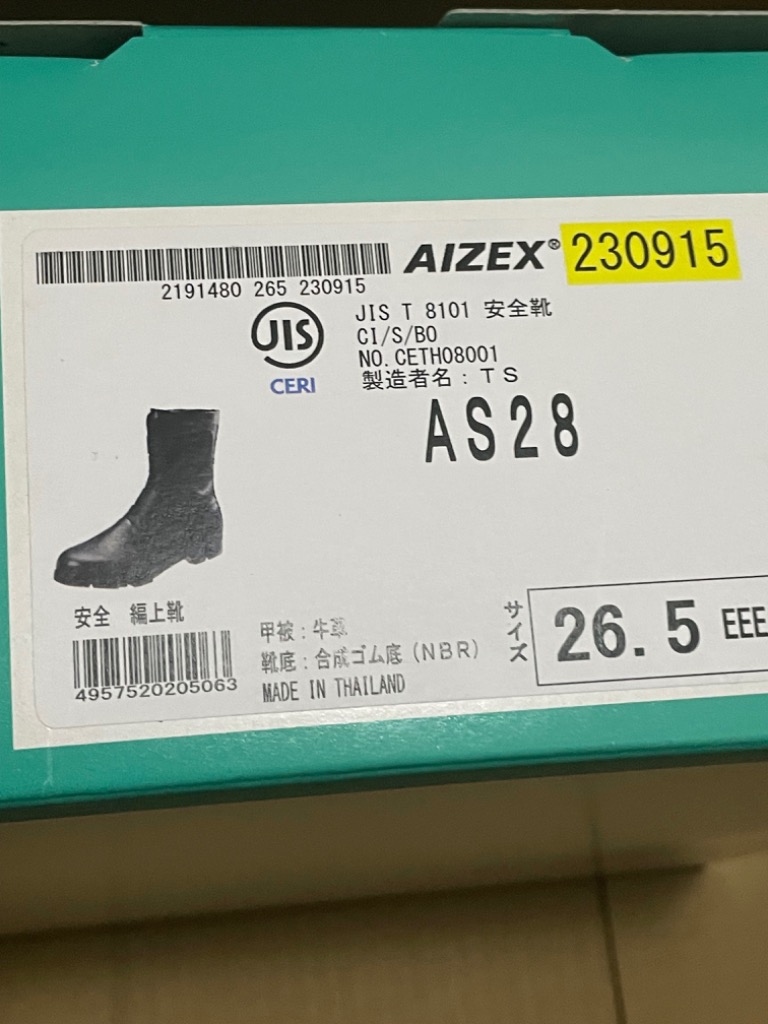 AIZEX® 230915
2191480 265 230915
JIS
CERI
JIS T 8101 安全靴
CI/S/BO
NO.CETH08001
製造者名：TS
AS28
安全 編上靴
4957520205063
甲被：牛革
靴底：合成ゴム底（NBR）
MADE IN THAILAND
サイズ
26.5 EEE